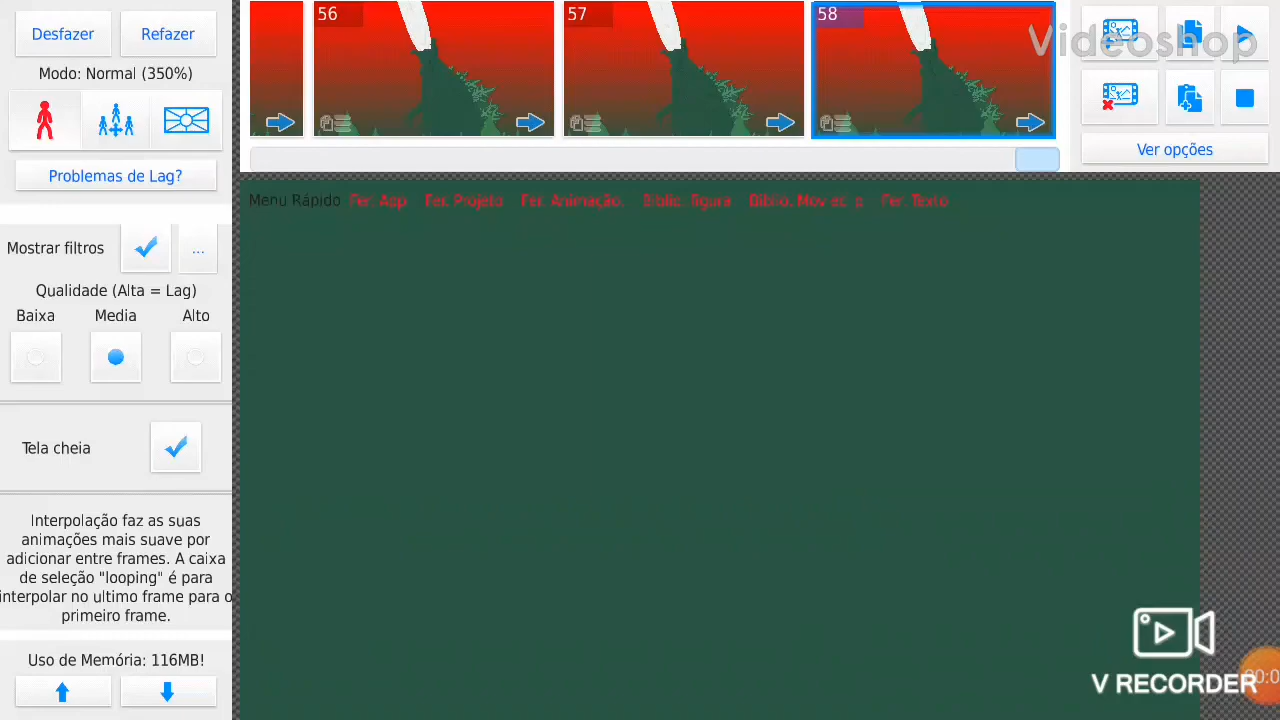 Desfazer
Refazer
Modo: Normal (350%)
Problemas de Lag?
Mostrar filtros
...
Qualidade (Alta = Lag)
Baixa
Media
Alto
Tela cheia
Interpolação faz as suas
animações mais suave por
adicionar entre frames. A caixa
de seleção "looping" é para
interpolar no ultimo frame para o
primeiro frame.
Uso de Memória: 116MB!
56
57
58
Videoshop
Ver opções
Menu Rápido Fer. App Fer. Projeto Fer. Animação. Biblio. figura Fer. Texto
V RECORDER